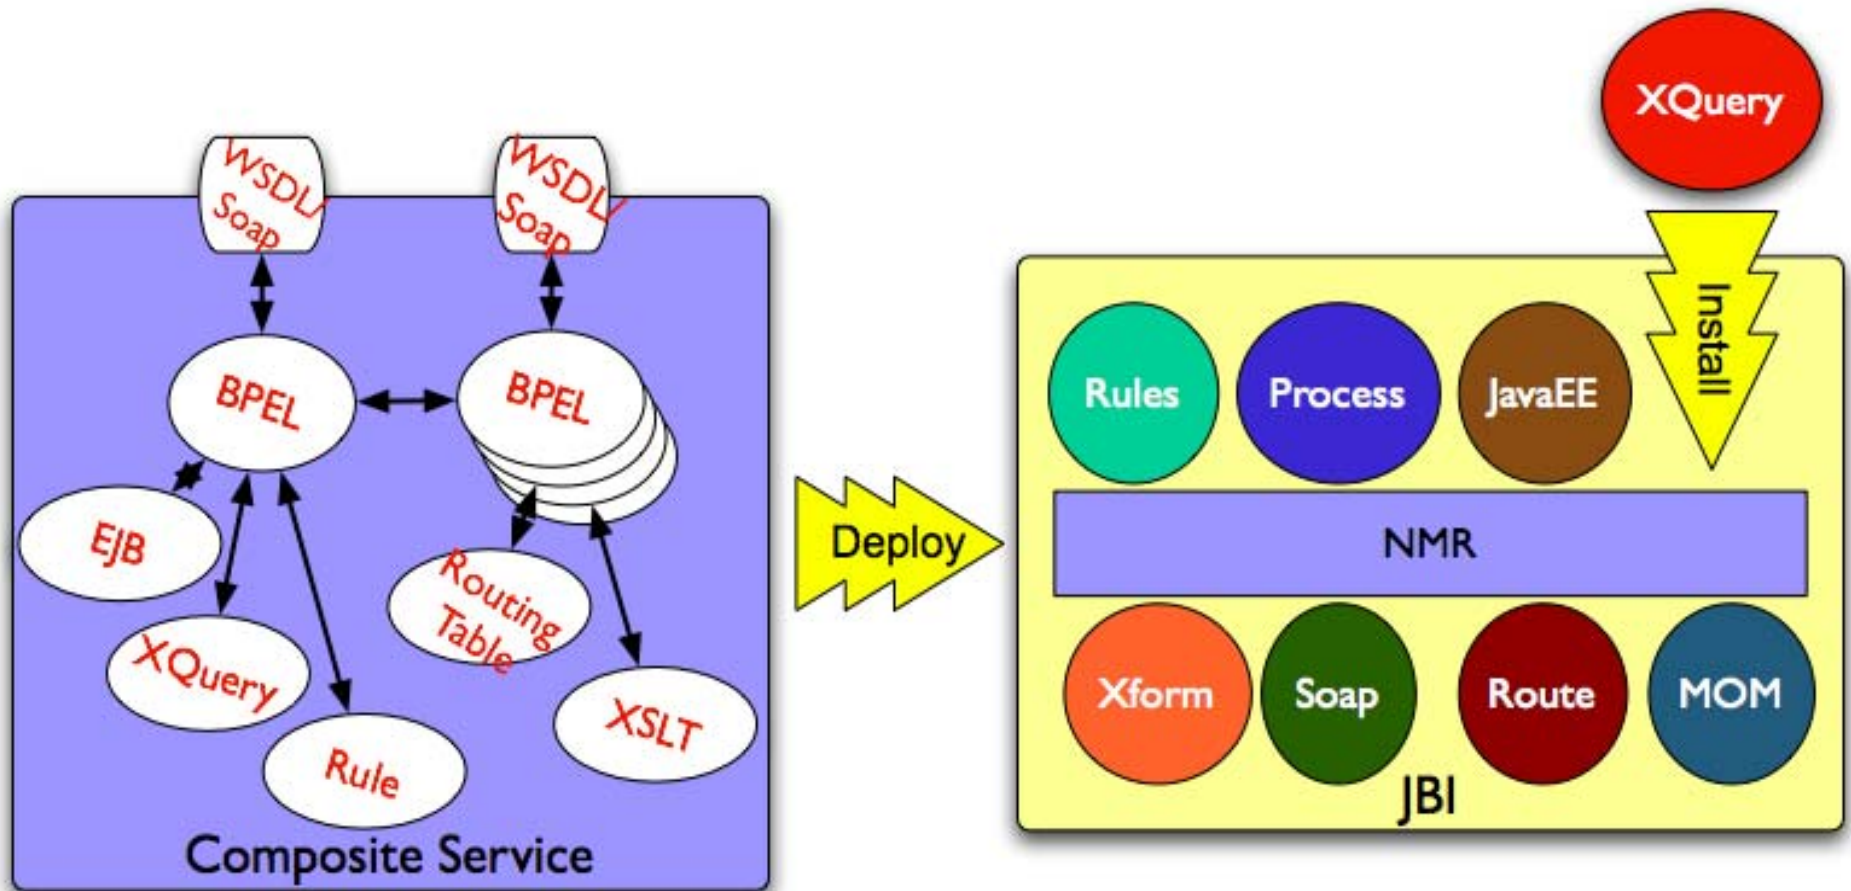 XQuery
WSDL/
Soap
WSDL/
Soap
BPEL
BPEL
EJB
XQuery
Rule
Routing
Table
XSLT
Composite Service
Deploy
Install
Rules
Process
JavaEE
NMR
Xform
Soap
Route
MOM
JBI